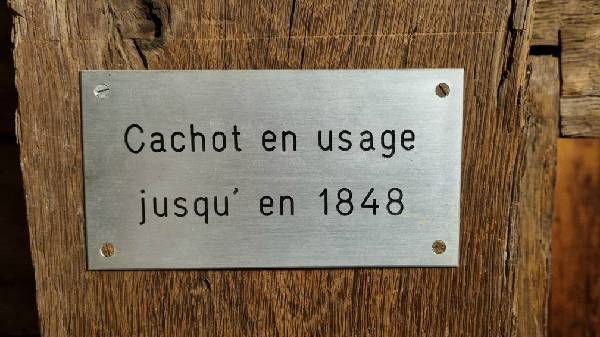 Cachot en usage
jusqu' en 1848